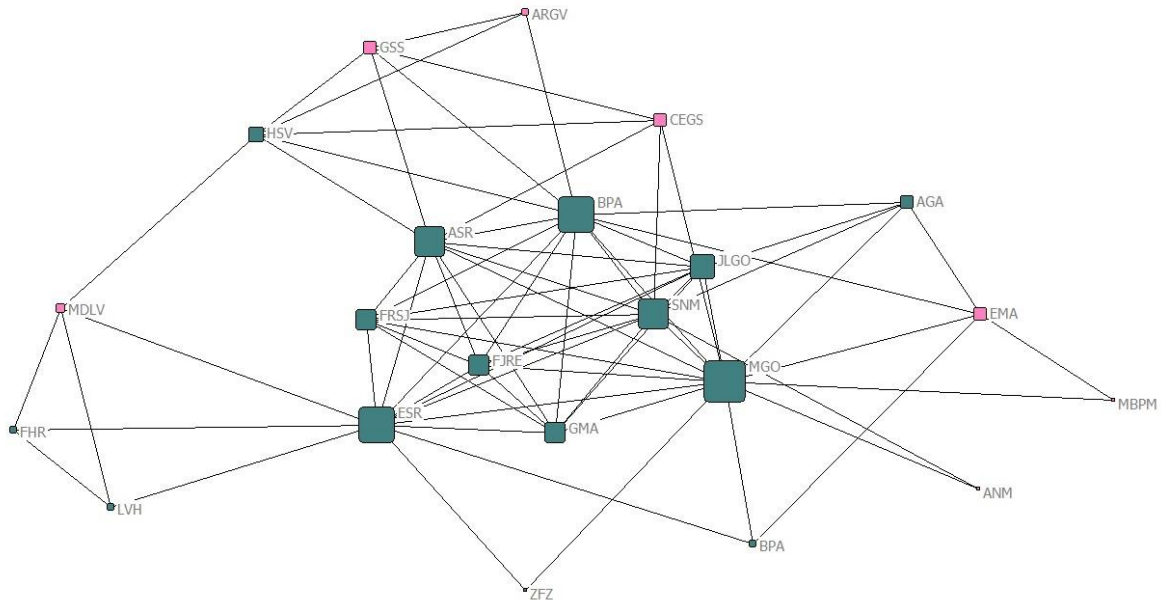 ARGV
GSS
CEGS
HSV
BPA
AGA
ASR
JLGO
SNM
MDLV
FRSJ
EMA
FJRE
MGO
MBPM
ESR
FHR
GMA
ANM
LVH
BPA
ZFZ